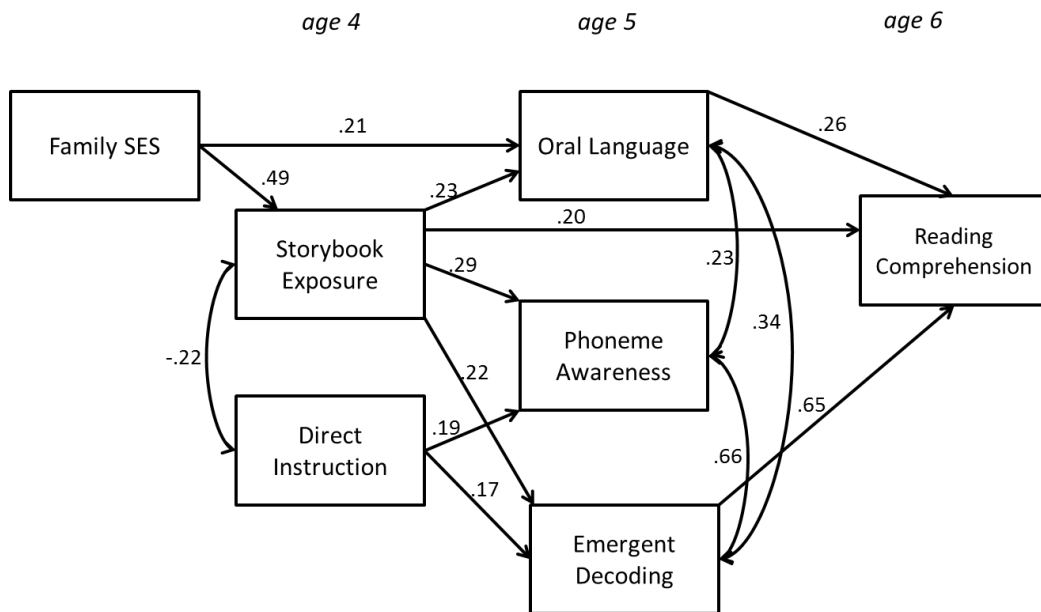 age 4
age 5
age 6
Family SES
.21
Oral Language
.26
.49
.23
Storybook
Exposure
.20
Reading
Comprehension
.29
.23
-.22
Phoneme
Awareness
.34
.22
Direct
Instruction
.19
.65
.66
.17
Emergent
Decoding